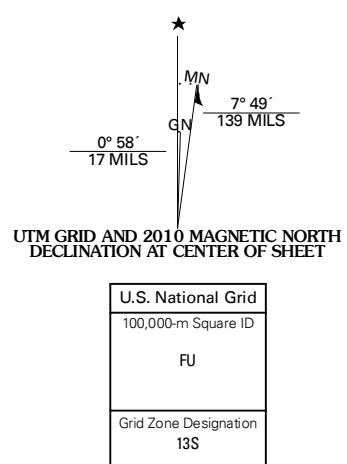 ★
MN
7° 49´
139 MILS
GN
0° 58´
17 MILS
UTM GRID AND 2010 MAGNETIC NORTH
DECLINATION AT CENTER OF SHEET
U.S. National Grid
100,000-m Square ID
FU
Grid Zone Designation
13S